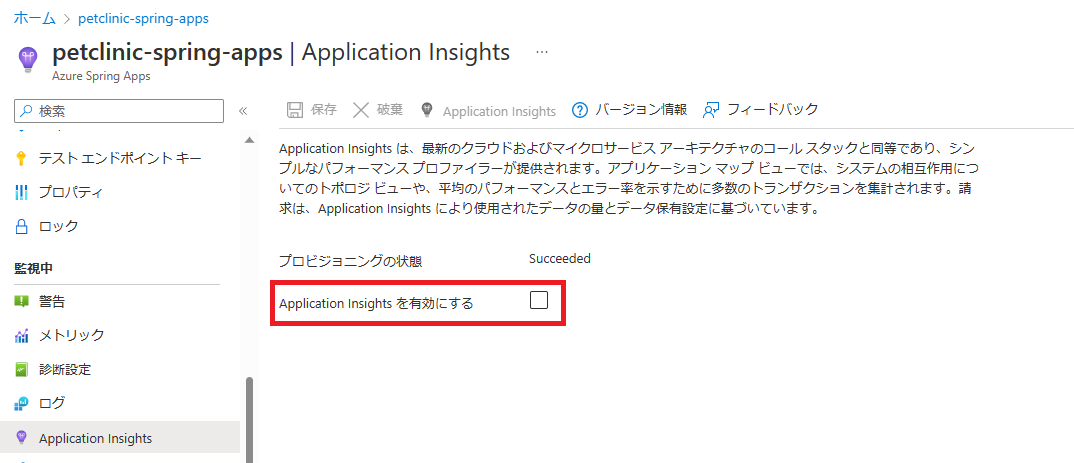 ホーム > petclinic-spring-apps
petclinic-spring-apps | Application Insights ...
Azure Spring Apps
検索
«
保存 破棄 Application Insights バージョン情報 フィードバック
テスト エンドポイント キー
プロパティ
ロック
監視中
警告
メトリック
診断設定
ログ
Application Insights
Application Insights は、最新のクラウドおよびマイクロサービス アーキテクチャのコール スタックと同等であり、シン
プルなパフォーマンス プロファイラーが提供されます。アプリケーション マップ ビューでは、システムの相互作用につ
いてのトポロジ ビューや、平均のパフォーマンスとエラー率を示すために多数のトランザクションを集計されます。請
求は、Application Insights により使用されたデータの量とデータ保有設定に基づいています。
プロビジョニングの状態 Succeeded
Application Insights を有効にする